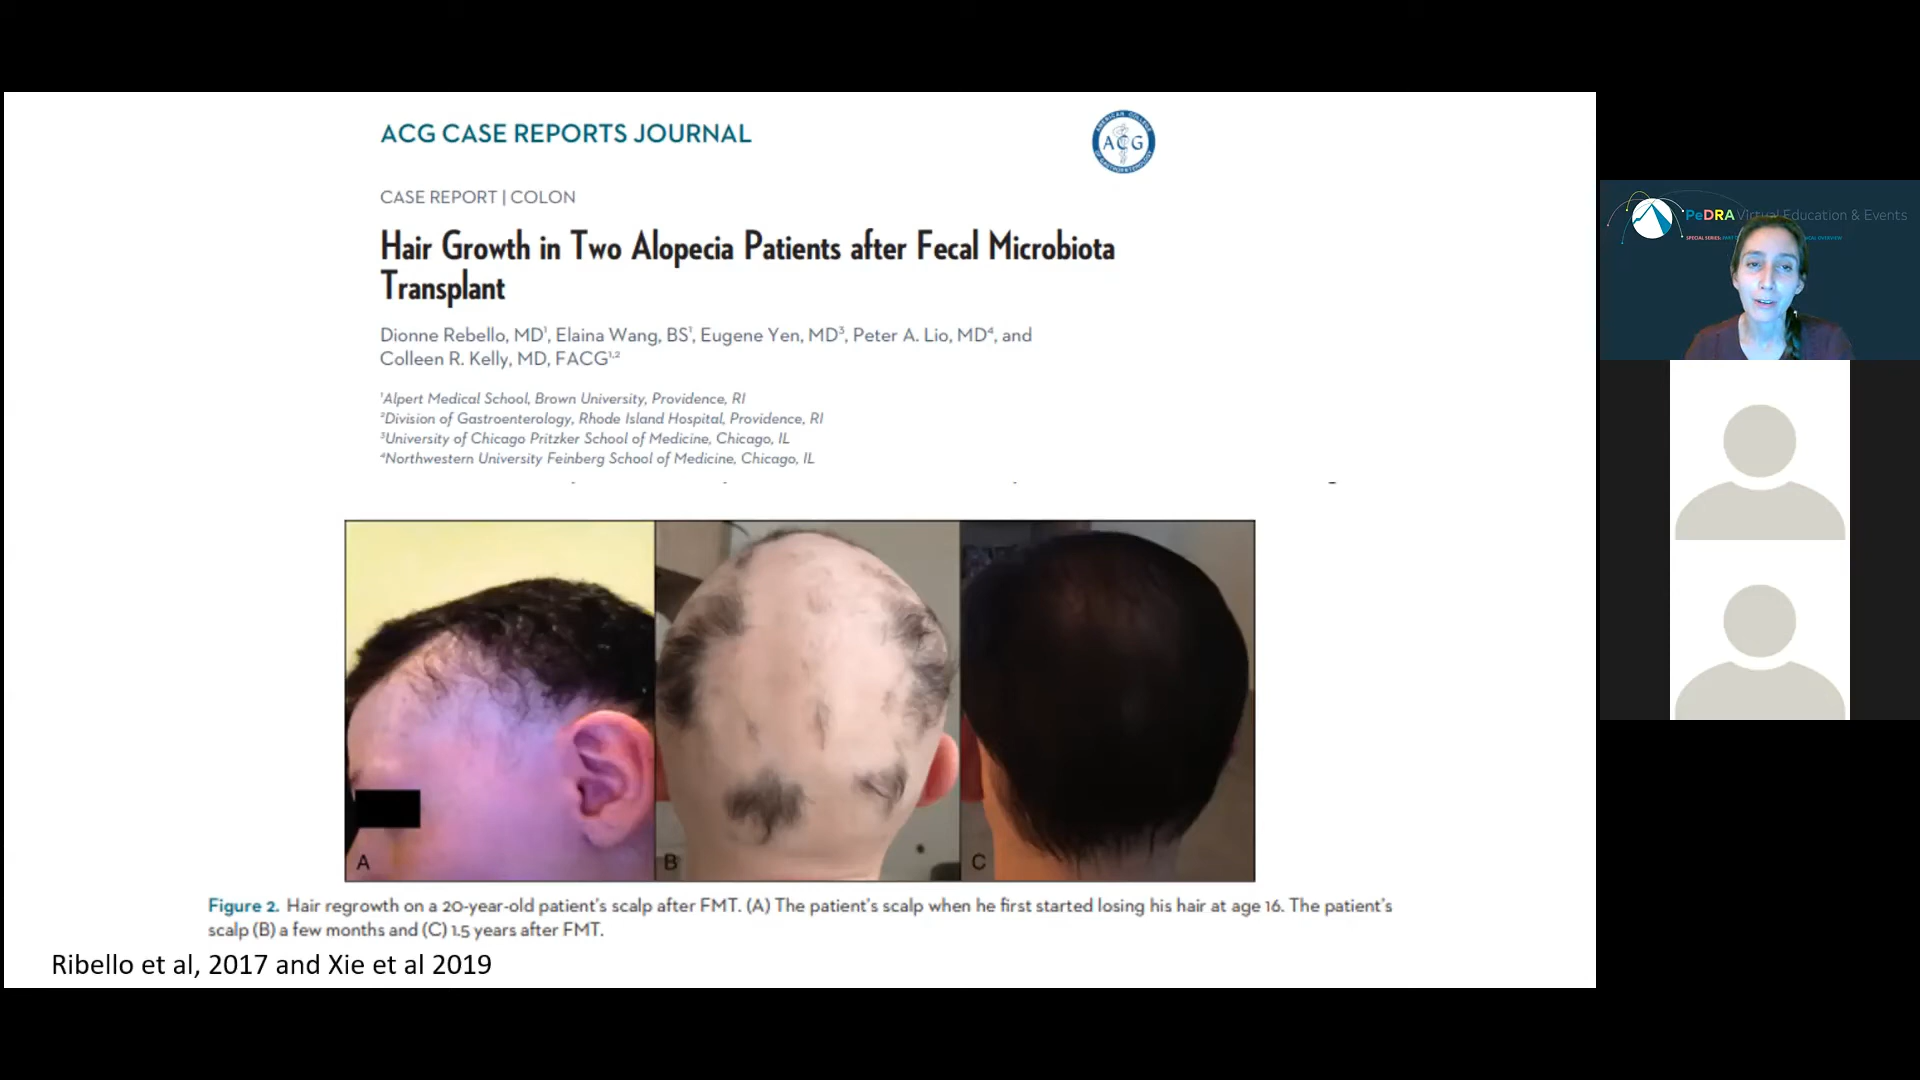 ACG CASE REPORTS JOURNAL
ACG
CASE REPORT | COLON
Hair Growth in Two Alopecia Patients after Fecal Microbiota
Transplant
Dionne Rebello, MD¹, Elaina Wang, BS¹, Eugene Yen, MD³, Peter A. Lio, MD⁴, and
Colleen R. Kelly, MD, FACG¹,²
¹Alpert Medical School, Brown University, Providence, RI
²Division of Gastroenterology, Rhode Island Hospital, Providence, RI
³University of Chicago Pritzker School of Medicine, Chicago, IL
⁴Northwestern University Feinberg School of Medicine, Chicago, IL
A
B
C
Figure 2. Hair regrowth on a 20-year-old patient's scalp after FMT. (A) The patient's scalp when he first started losing his hair at age 16. The patient's
scalp (B) a few months and (C) 1.5 years after FMT.
Ribello et al, 2017 and Xie et al 2019
PeDRA Virtual Education & Events
SPECIAL SERIES: